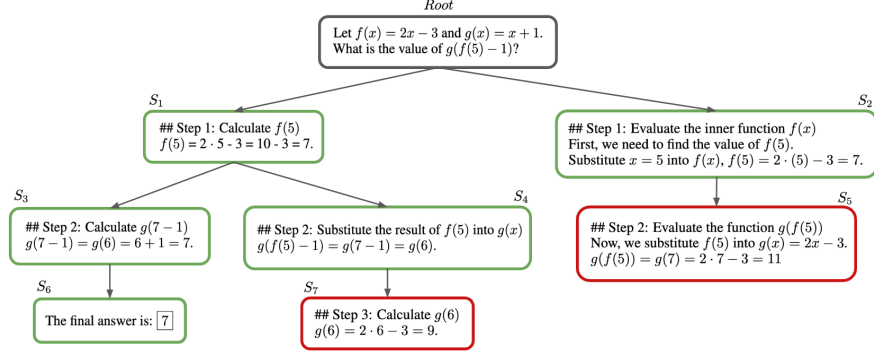 Root
Let f(x) = 2x − 3 and g(x) = x + 1.
What is the value of g(f(5) − 1)?
S₁
## Step 1: Calculate f(5)
f(5) = 2 · 5 - 3 = 10 - 3 = 7.
S₂
## Step 1: Evaluate the inner function f(x)
First, we need to find the value of f(5).
Substitute x = 5 into f(x), f(5) = 2 · (5) − 3 = 7.
S₃
## Step 2: Calculate g(7 − 1)
g(7 − 1) = g(6) = 6 + 1 = 7.
S₄
## Step 2: Substitute the result of f(5) into g(x)
g(f(5) − 1) = g(7 − 1) = g(6).
S₅
## Step 2: Evaluate the function g(f(5))
Now, we substitute f(5) into g(x) = 2x − 3.
g(f(5)) = g(7) = 2 · 7 − 3 = 11
S₆
The final answer is: 7
S₇
## Step 3: Calculate g(6)
g(6) = 2 · 6 − 3 = 9.